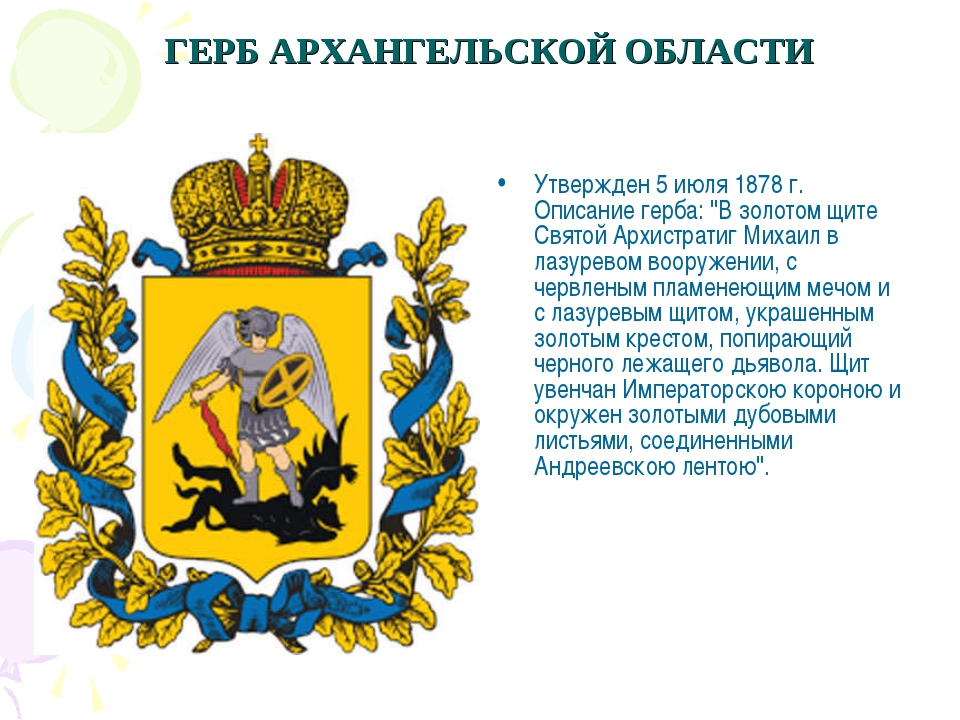 ГЕРБ АРХАНГЕЛЬСКОЙ ОБЛАСТИ
• Утвержден 5 июля 1878 г.
Описание герба: "В золотом щите
Святой Архистратиг Михаил в
лазуревом вооружении, с
червленым пламенеющим мечом и
с лазуревым щитом, украшенным
золотым крестом, попирающий
черного лежащего дьявола. Щит
увенчан Императорскою короною и
окружен золотыми дубовыми
листьями, соединенными
Андреевскою лентою".